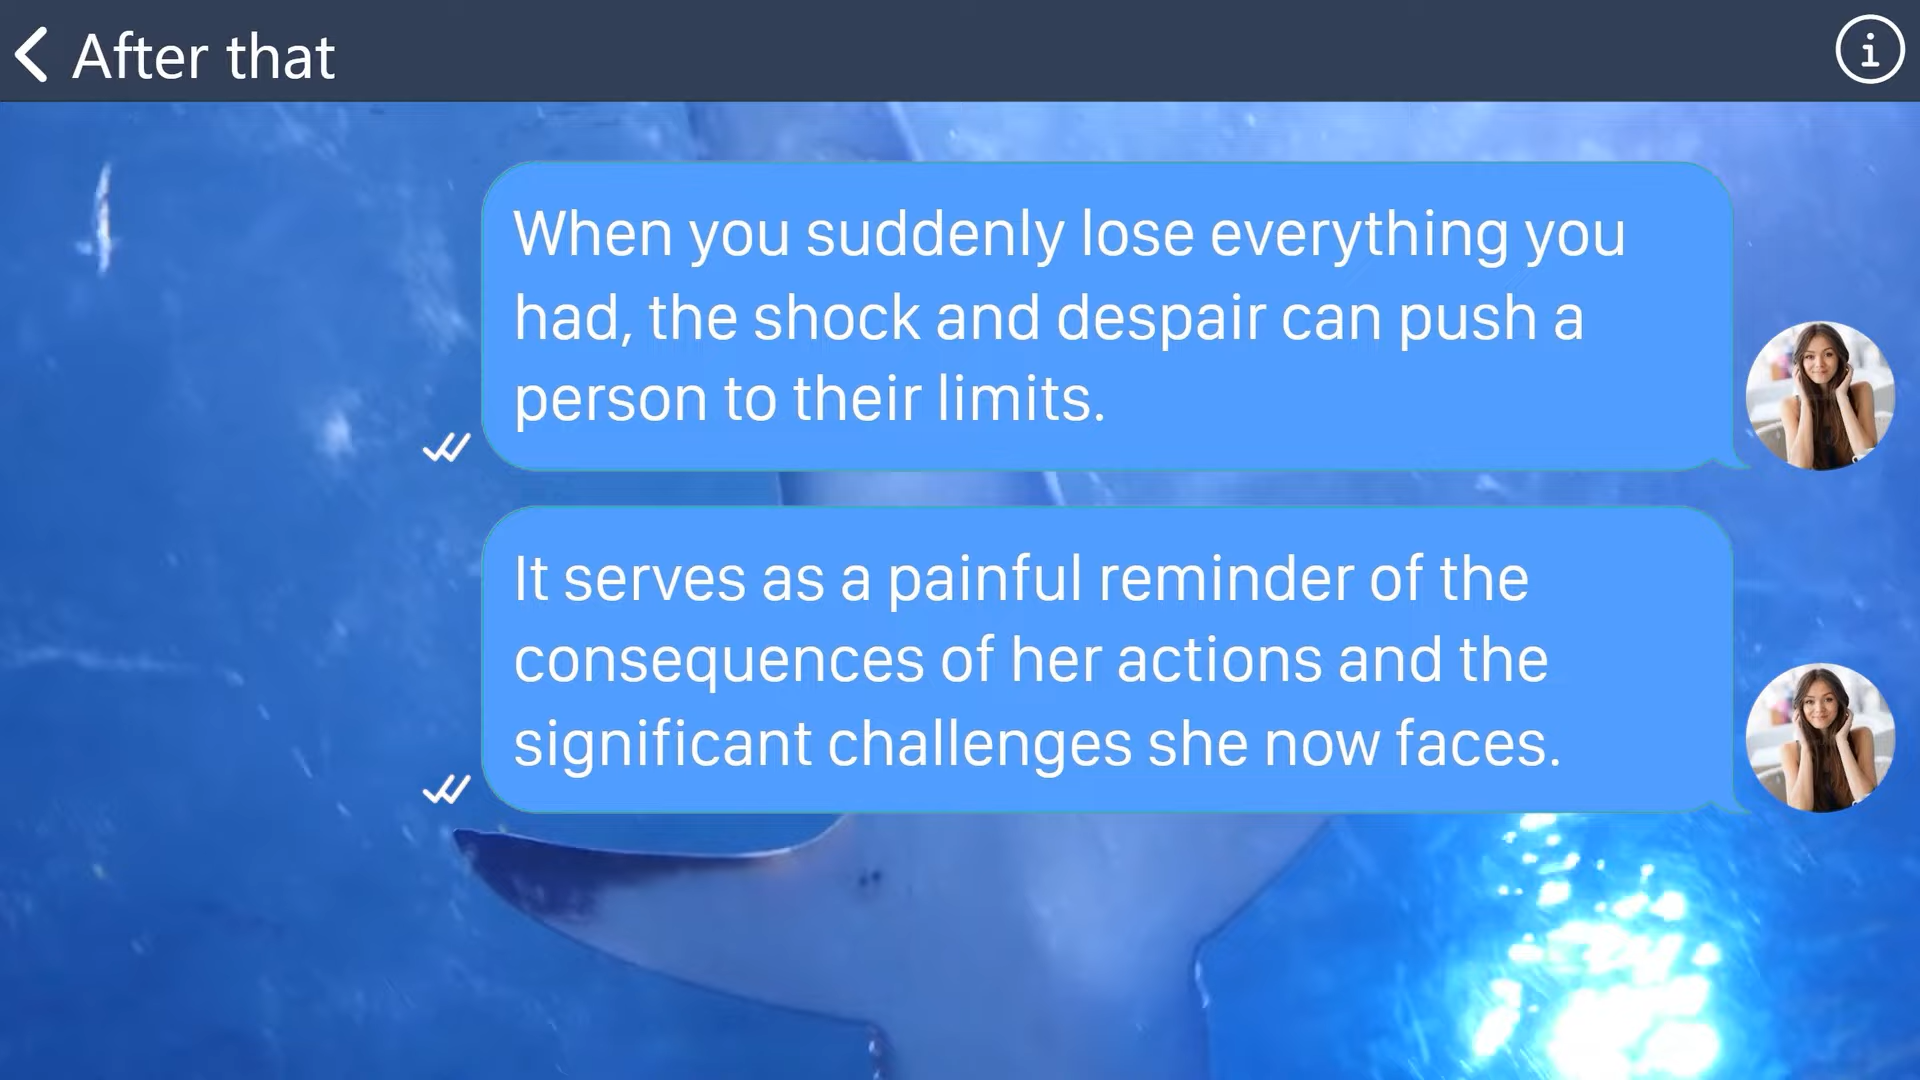 After that
When you suddenly lose everything you
had, the shock and despair can push a
person to their limits.
It serves as a painful reminder of the
consequences of her actions and the
significant challenges she now faces.